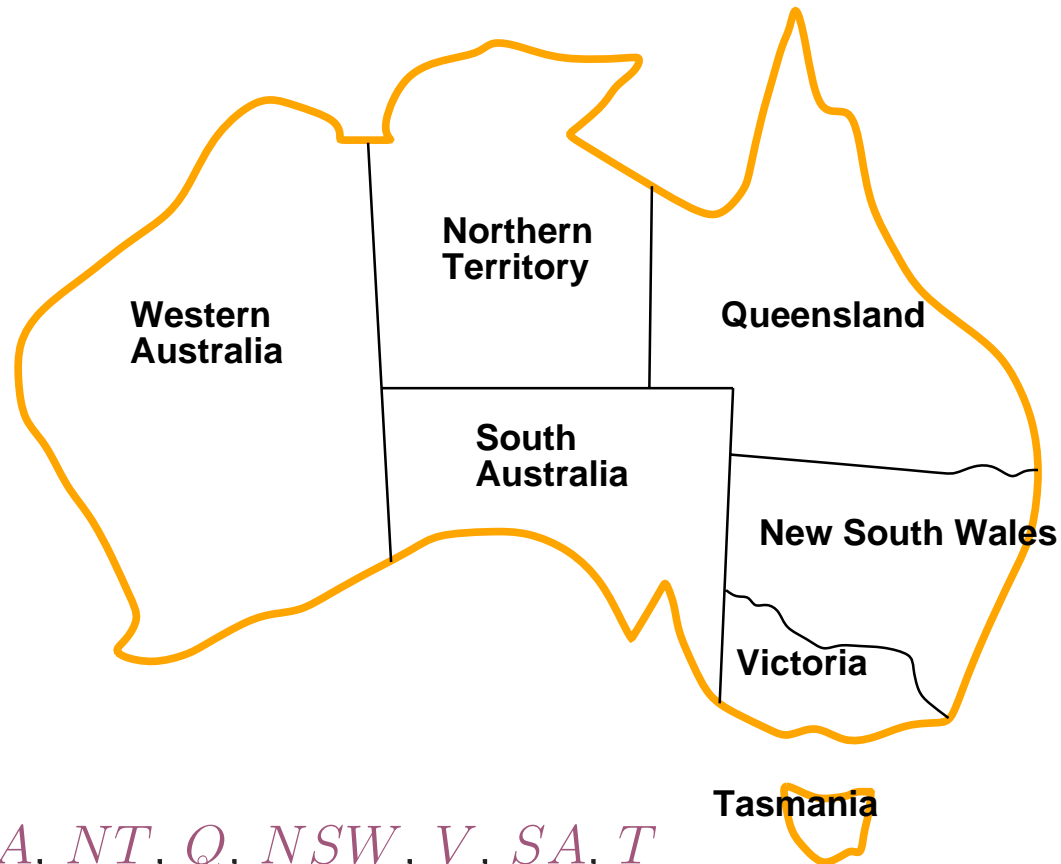 Northern
Territory
Western
Australia
Queensland
South
Australia
New South Wales
Victoria
Tasmania
A, NT, Q, NSW, V, SA, T